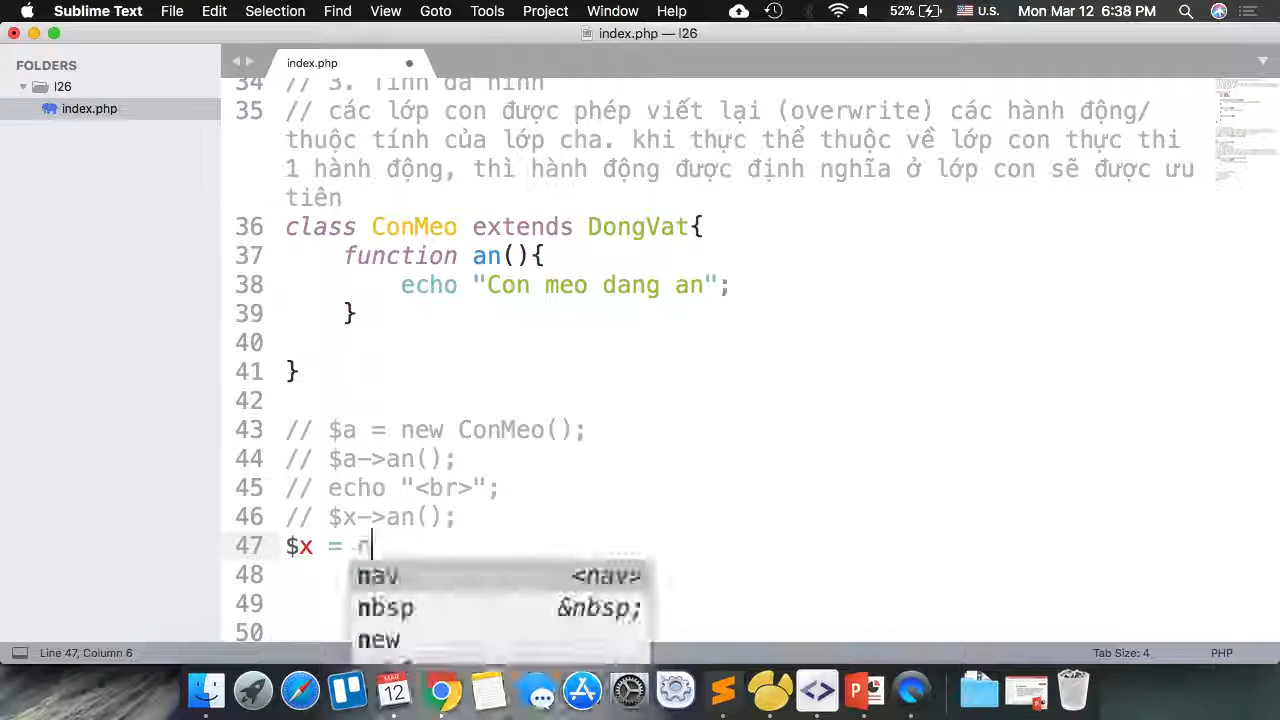 Sublime Text File Edit Selection Find View Goto Tools Project Window Help 52% U.S. Mon Mar 12 6:38 PM
index.php — l26
FOLDERS
l26
index.php
index.php
34 // 3. Tính đa hình
35 // các lớp con được phép viết lại (overwrite) các hành động/
thuộc tính của lớp cha. khi thực thể thuộc về lớp con thực thi
1 hành động, thì hành động được định nghĩa ở lớp con sẽ được ưu
tiên
36 class ConMeo extends DongVat{
37 function an(){
38 echo "Con meo dang an";
39 }
40
41 }
42
43 // $a = new ConMeo();
44 // $a->an();
45 // echo "<br>";
46 // $x->an();
47 $x = n
nav <nav>
48
nbsp &nbsp;
49
new
50
Line 47, Column 6 Tab Size: 4 PHP
MAR
12